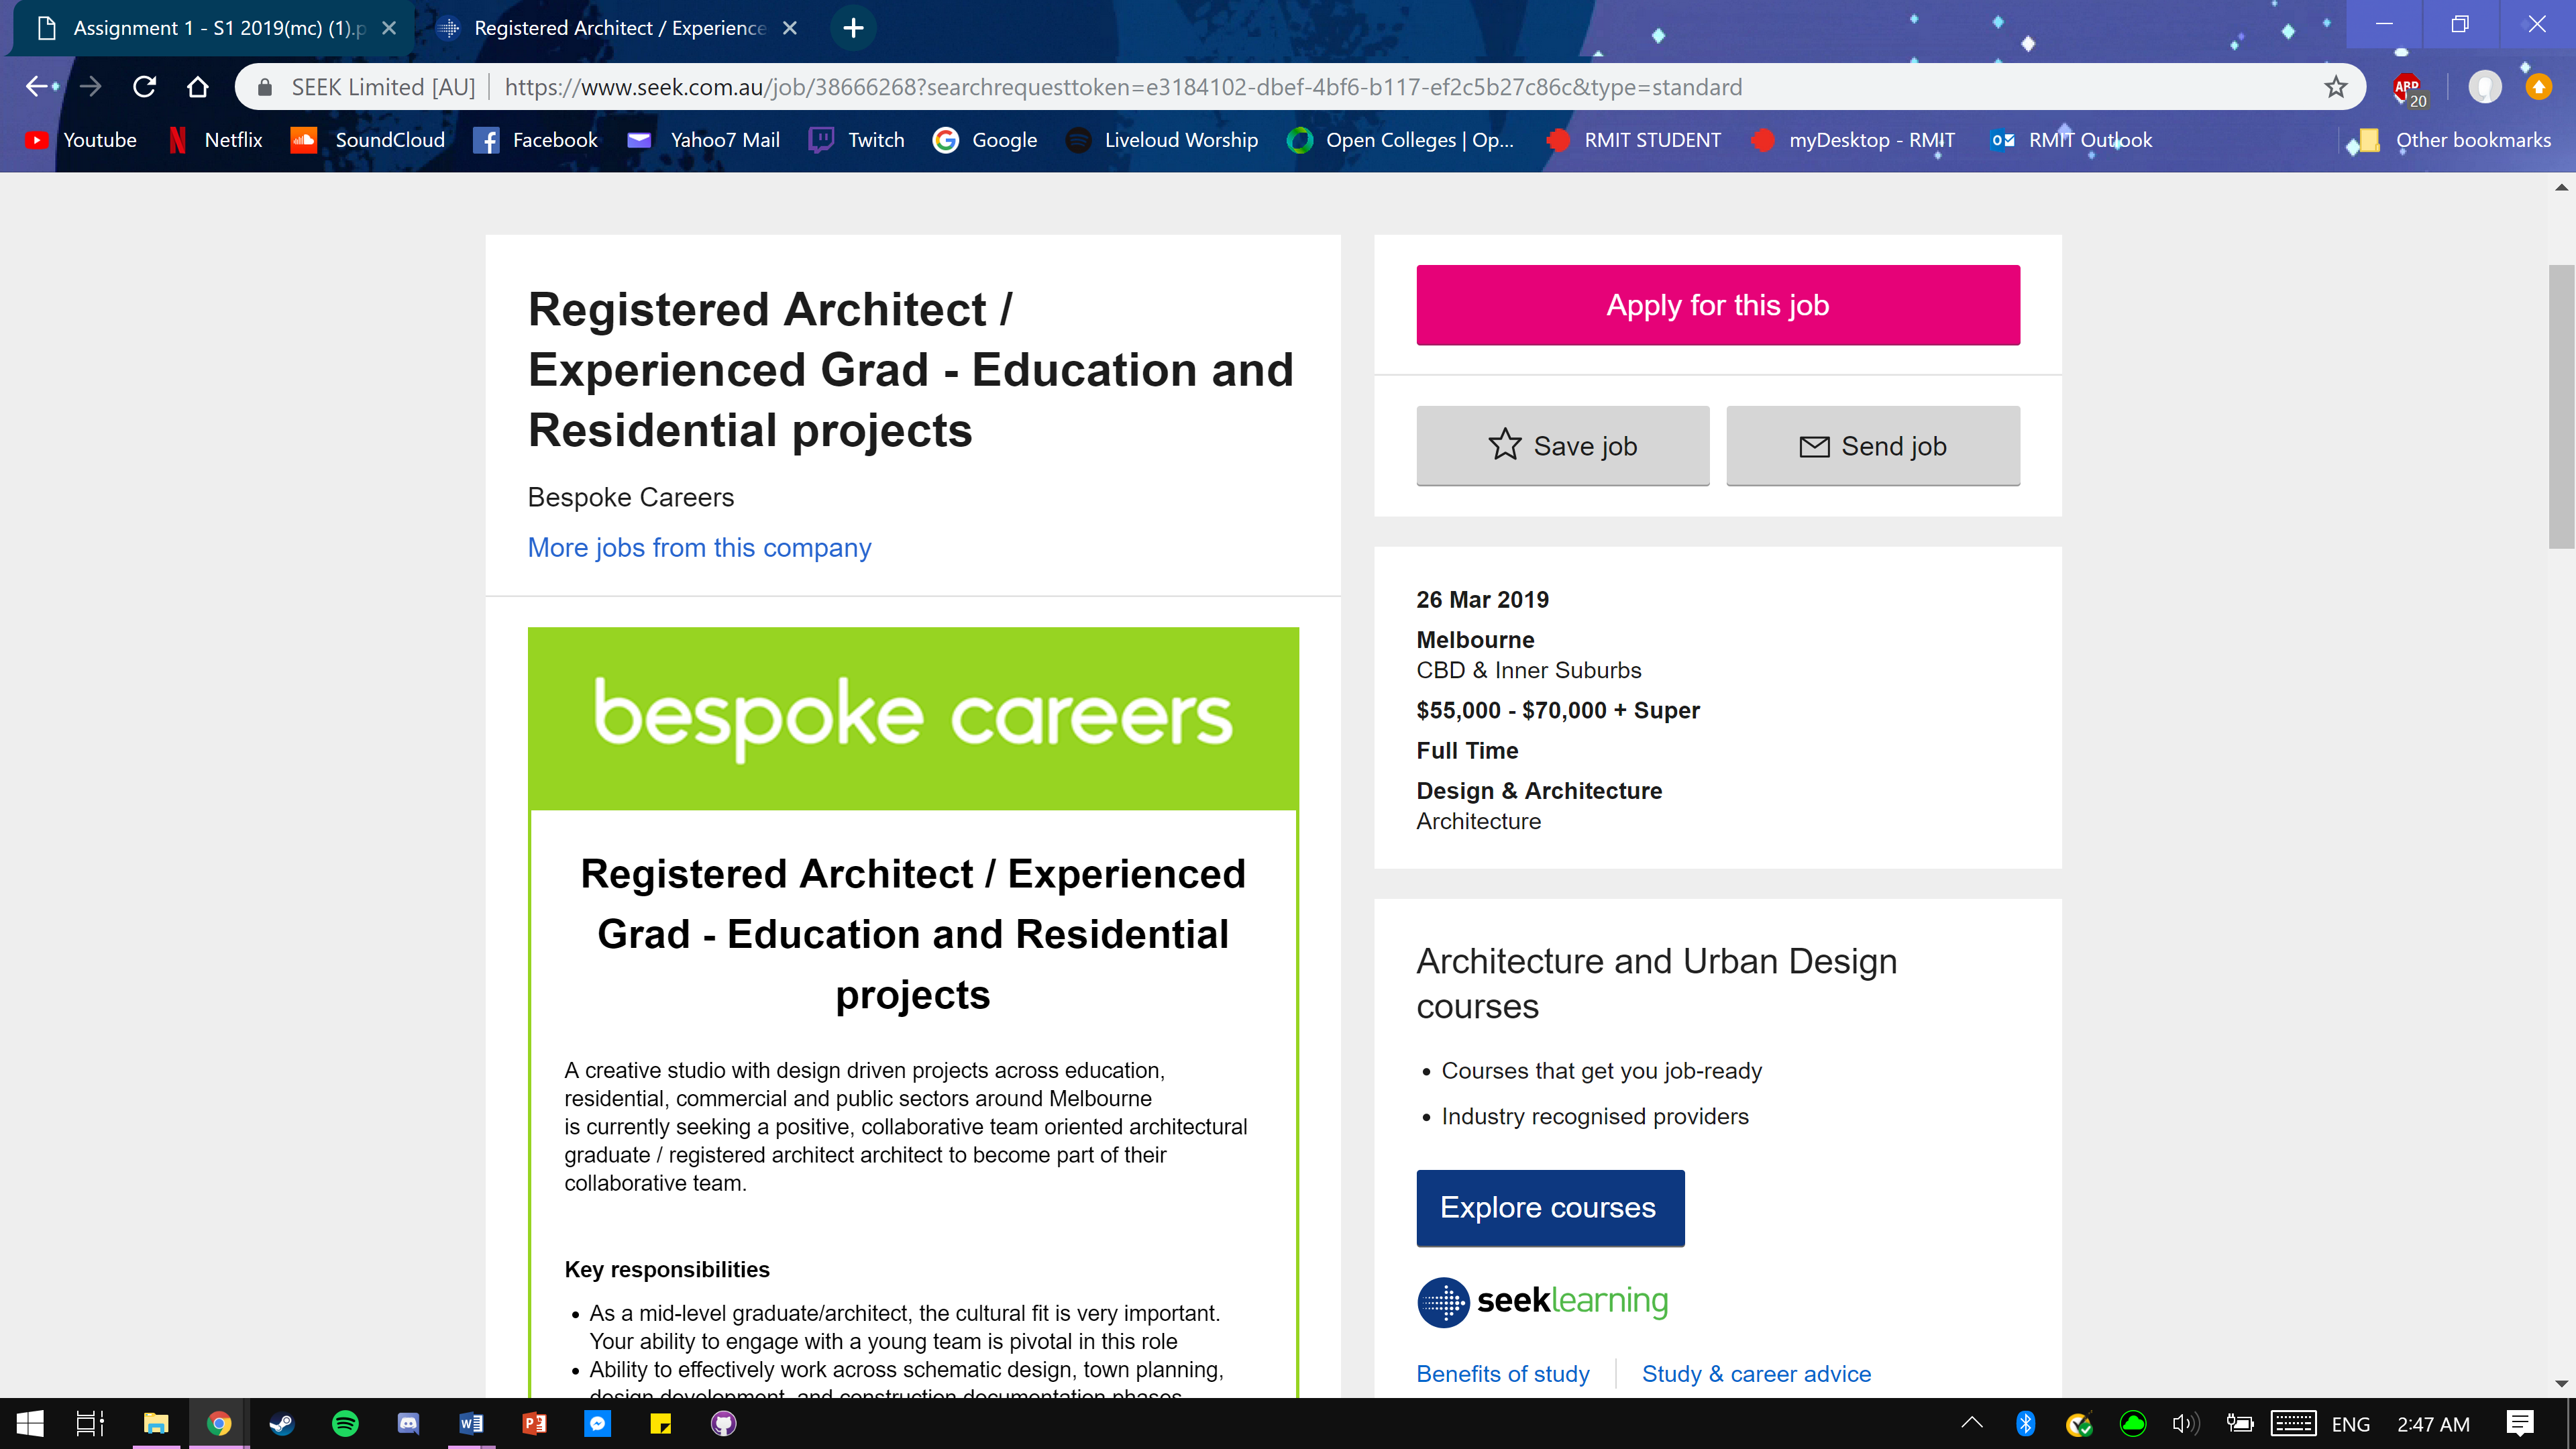 Assignment 1 - S1 2019(mc) (1).p
Registered Architect / Experience
SEEK Limited [AU]
https://www.seek.com.au/job/38666268?searchrequesttoken=e3184102-dbef-4bf6-b117-ef2c5b27c86c&type=standard
ABP
20
Youtube
Netflix
SoundCloud
Facebook
Yahoo7 Mail
Twitch
Google
Liveloud Worship
Open Colleges | Op...
RMIT STUDENT
myDesktop - RMIT
RMIT Outlook
Other bookmarks
Registered Architect /
Experienced Grad - Education and
Residential projects
Bespoke Careers
More jobs from this company
bespoke careers
Registered Architect / Experienced
Grad - Education and Residential
projects
A creative studio with design driven projects across education,
residential, commercial and public sectors around Melbourne
is currently seeking a positive, collaborative team oriented architectural
graduate / registered architect architect to become part of their
collaborative team.
Key responsibilities
• As a mid-level graduate/architect, the cultural fit is very important.
Your ability to engage with a young team is pivotal in this role
• Ability to effectively work across schematic design, town planning,
design development, and construction documentation phases
Apply for this job
Save job
Send job
26 Mar 2019
Melbourne
CBD & Inner Suburbs
$55,000 - $70,000 + Super
Full Time
Design & Architecture
Architecture
Architecture and Urban Design
courses
• Courses that get you job-ready
• Industry recognised providers
Explore courses
seeklearning
Benefits of study
Study & career advice
ENG
2:47 AM